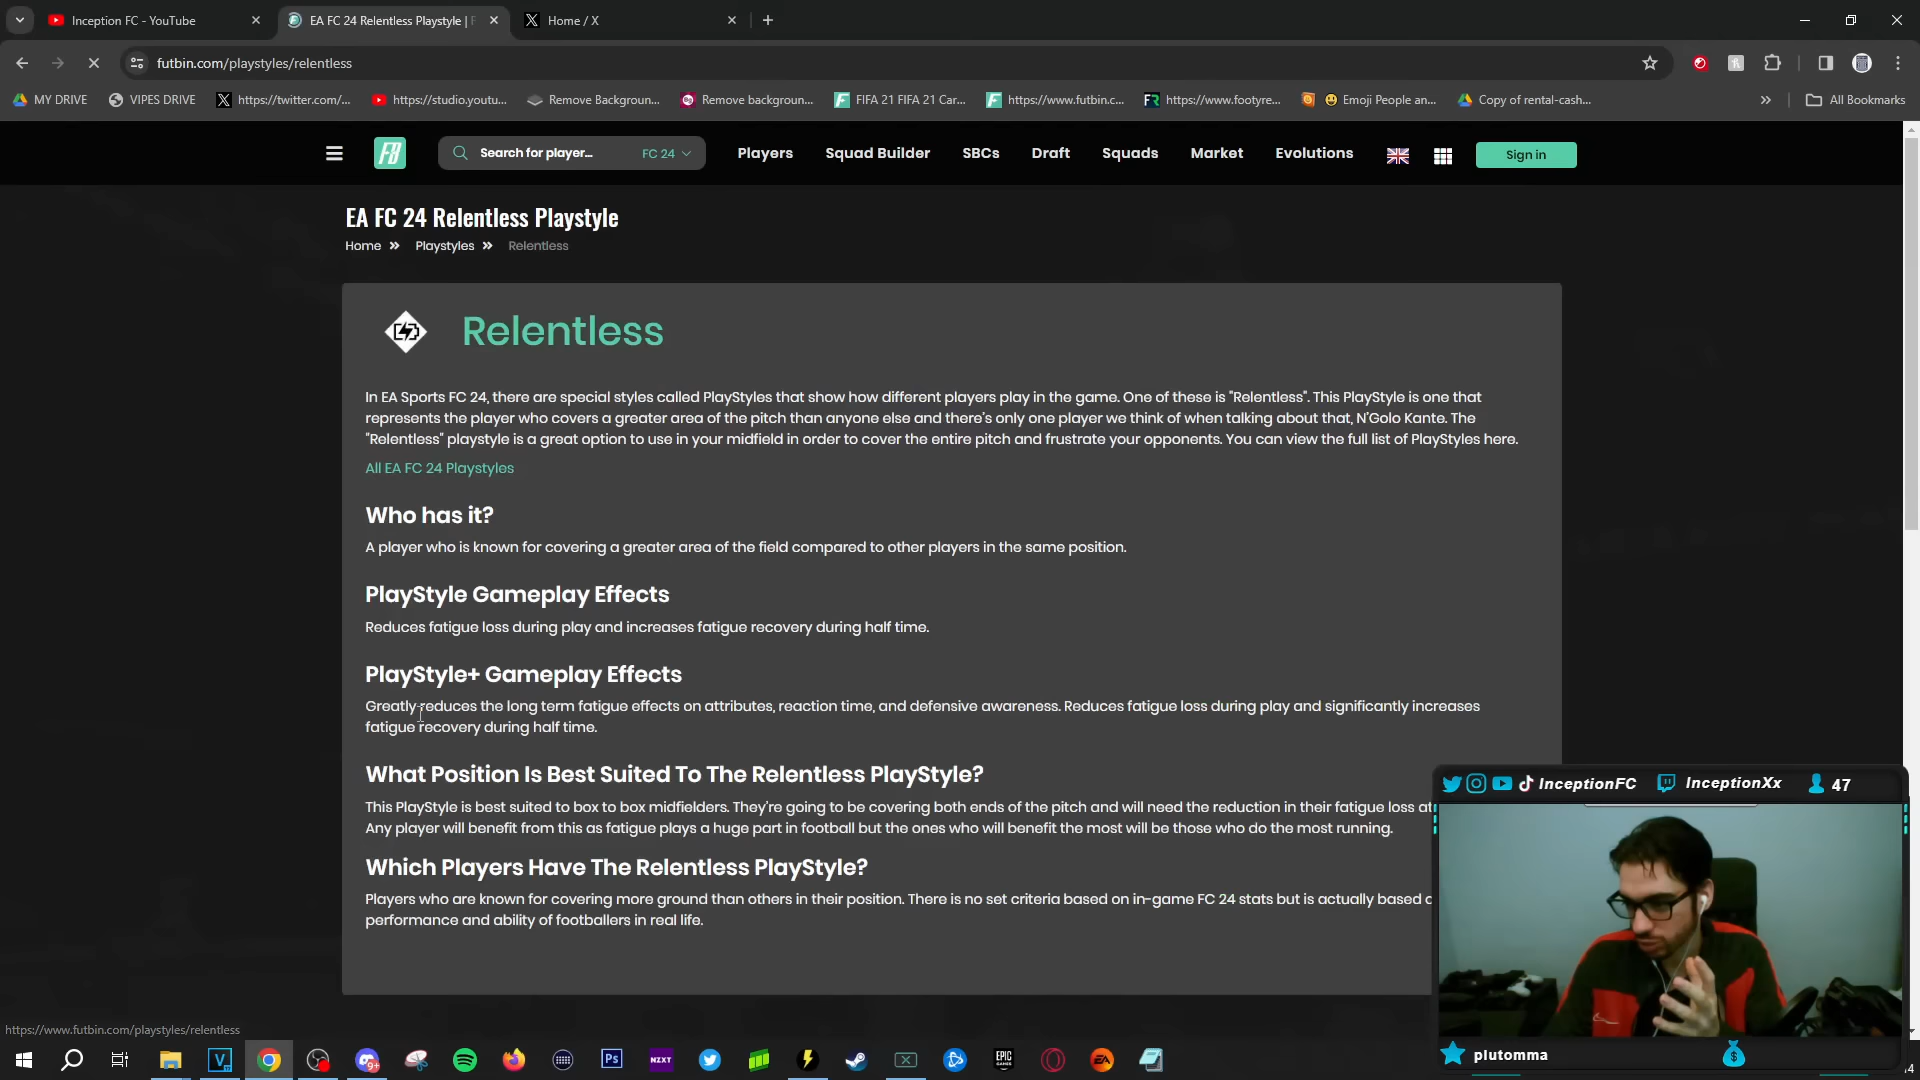 Inception FC - YouTube
EA FC 24 Relentless Playstyle | F
Home / X
futbin.com/playstyles/relentless
MY DRIVE
VIPES DRIVE
https://twitter.com/...
https://studio.youtu...
Remove Backgroun...
Remove backgroun...
FIFA 21 FIFA 21 Car...
https://www.futbin.c...
https://www.footyre...
Emoji People an...
Copy of rental-cash...
All Bookmarks
FB
Search for player...
FC 24
Players
Squad Builder
SBCs
Draft
Squads
Market
Evolutions
Sign in
EA FC 24 Relentless Playstyle
Home » Playstyles » Relentless
Relentless
In EA Sports FC 24, there are special styles called PlayStyles that show how different players play in the game. One of these is "Relentless". This PlayStyle is one that
represents the player who covers a greater area of the pitch than anyone else and there's only one player we think of when talking about that, N'Golo Kante. The
"Relentless" playstyle is a great option to use in your midfield in order to cover the entire pitch and frustrate your opponents. You can view the full list of PlayStyles here.
All EA FC 24 Playstyles
Who has it?
A player who is known for covering a greater area of the field compared to other players in the same position.
PlayStyle Gameplay Effects
Reduces fatigue loss during play and increases fatigue recovery during half time.
PlayStyle+ Gameplay Effects
Greatly reduces the long term fatigue effects on attributes, reaction time, and defensive awareness. Reduces fatigue loss during play and significantly increases
fatigue recovery during half time.
What Position Is Best Suited To The Relentless PlayStyle?
This PlayStyle is best suited to box to box midfielders. They're going to be covering both ends of the pitch and will need the reduction in their fatigue loss at
Any player will benefit from this as fatigue plays a huge part in football but the ones who will benefit the most will be those who do the most running.
Which Players Have The Relentless PlayStyle?
Players who are known for covering more ground than others in their position. There is no set criteria based on in-game FC 24 stats but is actually based
performance and ability of footballers in real life.
InceptionFC
InceptionXx
47
plutomma
https://www.futbin.com/playstyles/relentless
V
9+
Ps
NZXT
EPIC GAMES
EA